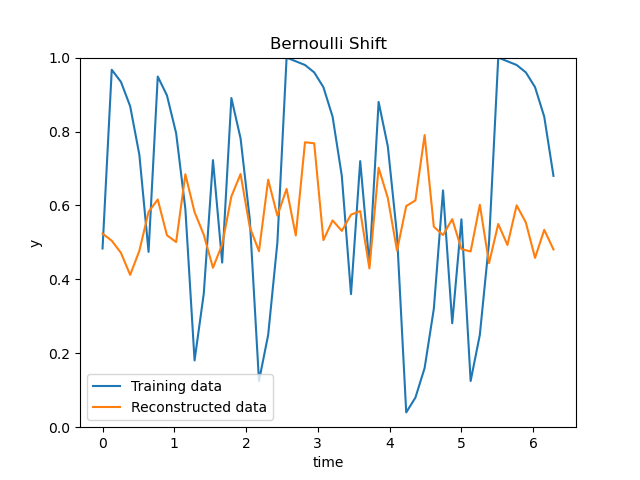 Bernoulli Shift
1.0
0.8
0.6
0.4
0.2
0.0
y
Training data
Reconstructed data
0 1 2 3 4 5 6
time